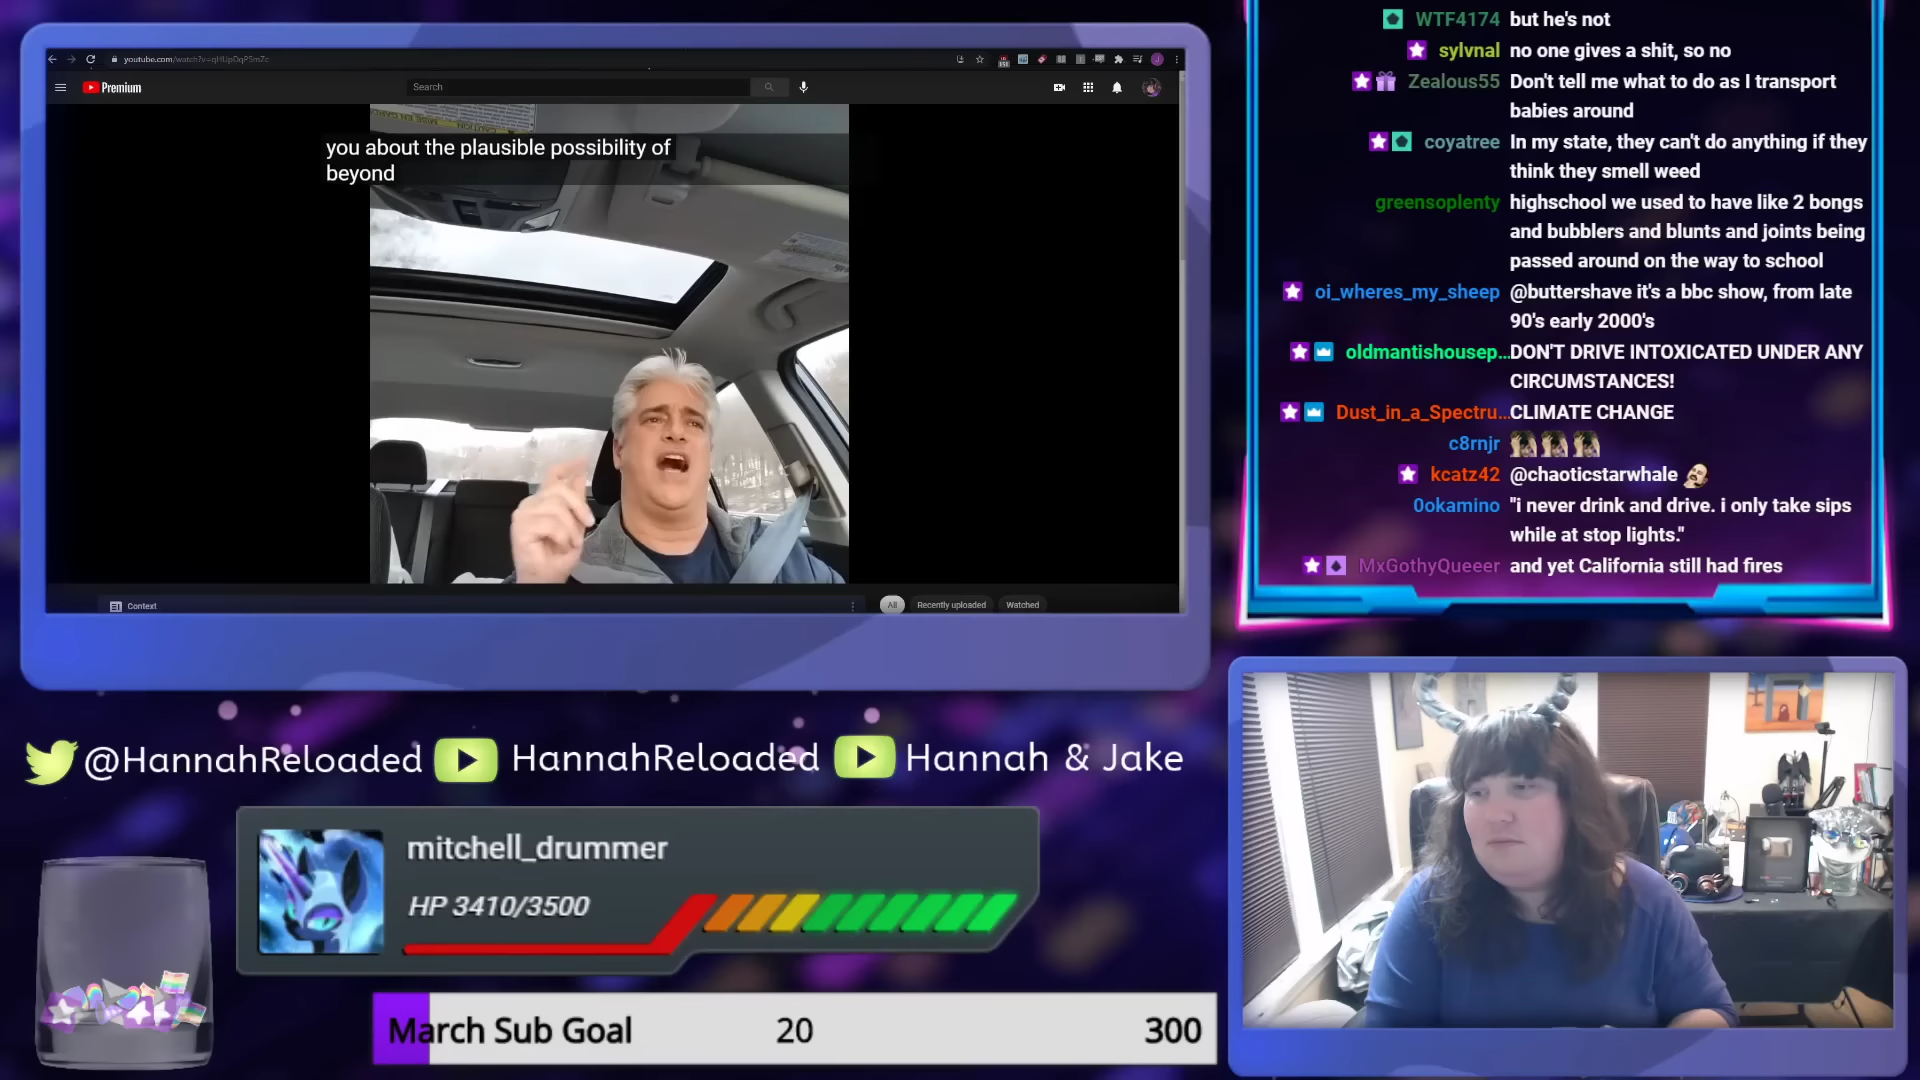 youtube.com/watch?v=qHUpDqP5mZc
Premium
Search
you about the plausible possibility of
beyond
Context
All
Recently uploaded
Watched
WTF4174 but he's not
sylvnal no one gives a shit, so no
Zealous55 Don't tell me what to do as I transport
babies around
coyatree In my state, they can't do anything if they
think they smell weed
greensoplenty highschool we used to have like 2 bongs
and bubblers and blunts and joints being
passed around on the way to school
oi_wheres_my_sheep @buttershave it's a bbc show, from late
90's early 2000's
oldmantishousep... DON'T DRIVE INTOXICATED UNDER ANY
CIRCUMSTANCES!
Dust_in_a_Spectru... CLIMATE CHANGE
c8rnjr
kcatz42 @chaoticstarwhale
0okamino "i never drink and drive. i only take sips
while at stop lights."
MxGothyQueeer and yet California still had fires
@HannahReloaded HannahReloaded Hannah & Jake
mitchell_drummer
HP 3410/3500
March Sub Goal 20 300